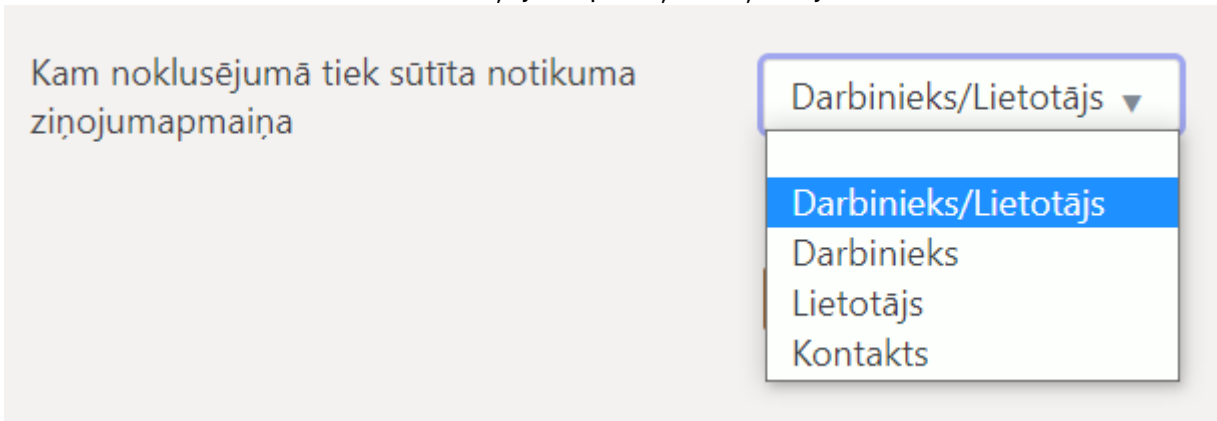 Kam noklusējumā tiek sūtīta notikuma
ziņojumapmaiņa
Darbinieks/Lietotājs
Darbinieks/Lietotājs
Darbinieks
Lietotājs
Kontakts